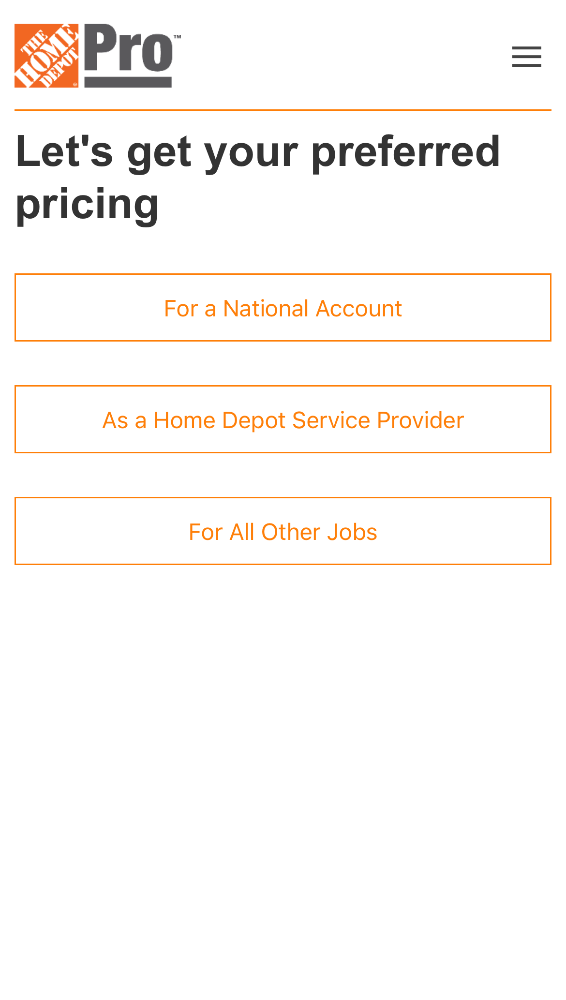 THE
HOME
DEPOT
®
Pro™
Let's get your preferred
pricing
For a National Account
As a Home Depot Service Provider
For All Other Jobs